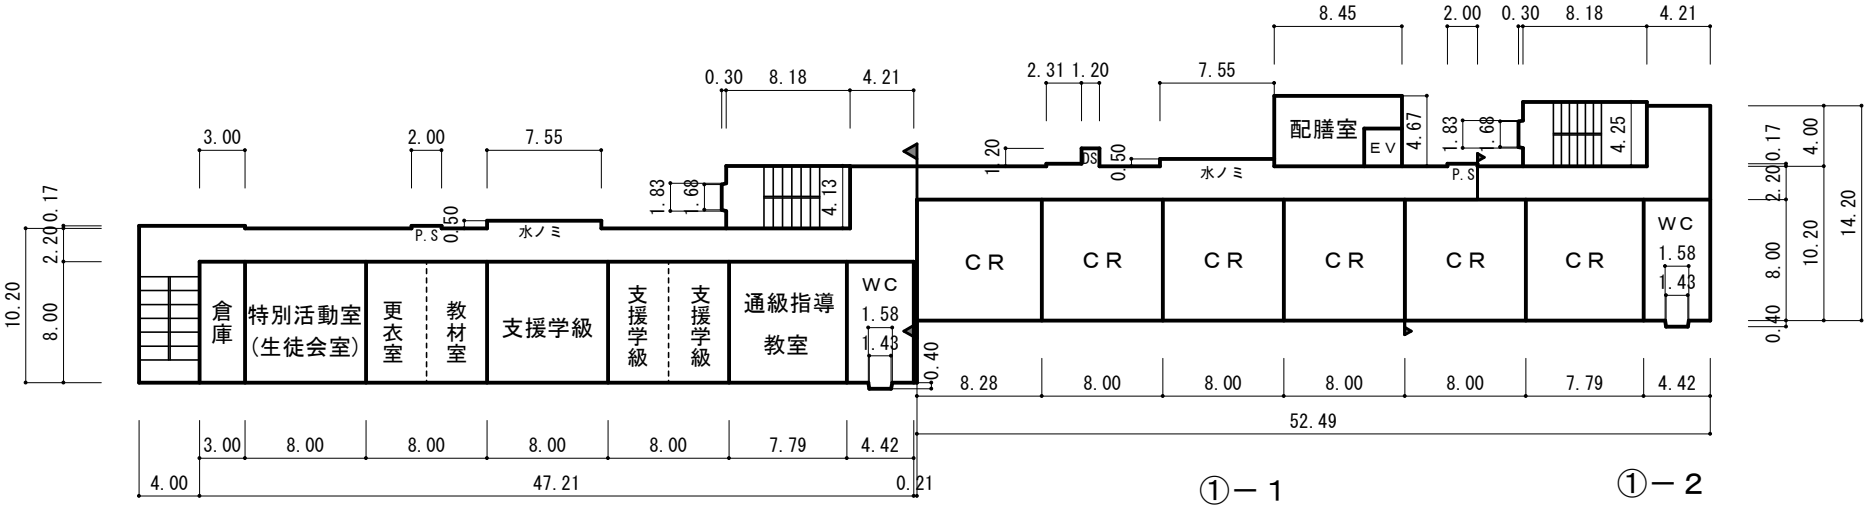 8.45
2.00
0.30
8.18
4.21
0.30
8.18
4.21
2.31
1.20
7.55
3.00
2.00
7.55
配膳室
EV
4.67
1.83
1.68
4.25
0.17
4.00
1.20
DS
0.50
水ノミ
P.S
2.20
14.20
10.20
8.00
0.40
1.83
1.68
4.13
0.17
2.20
10.20
8.00
P.S
0.50
水ノミ
CR
CR
CR
CR
CR
CR
WC
1.58
1.43
倉庫
特別活動室
(生徒会室)
更衣室
教材室
支援学級
支援学級
支援学級
通級指導
教室
WC
1.58
1.43
0.40
8.28
8.00
8.00
8.00
8.00
7.79
4.42
52.49
3.00
8.00
8.00
8.00
8.00
7.79
4.42
4.00
47.21
0.21
①－1
①－2